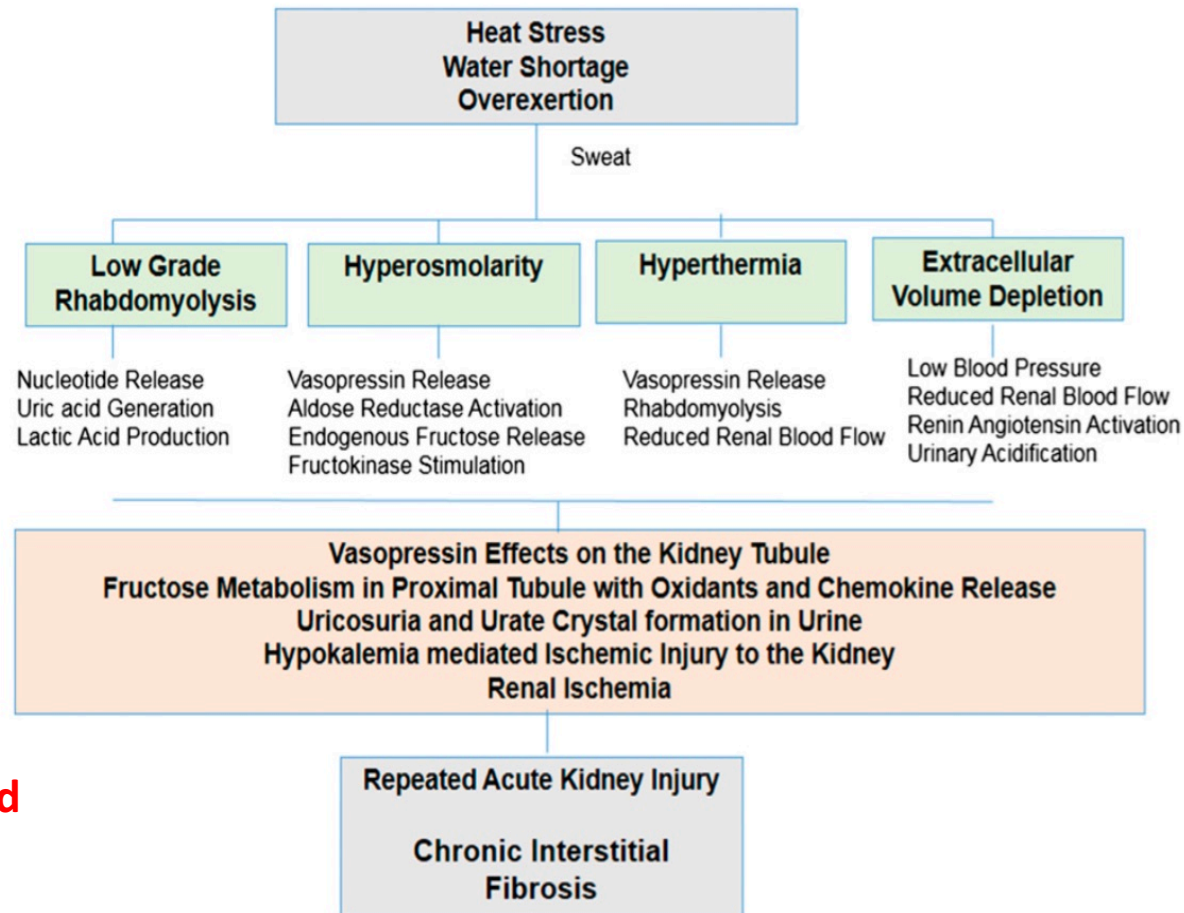 Heat Stress
Water Shortage
Overexertion
Sweat
Low Grade
Rhabdomyolysis
Nucleotide Release
Uric acid Generation
Lactic Acid Production
Hyperosmolarity
Vasopressin Release
Aldose Reductase Activation
Endogenous Fructose Release
Fructokinase Stimulation
Hyperthermia
Vasopressin Release
Rhabdomyolysis
Reduced Renal Blood Flow
Extracellular
Volume Depletion
Low Blood Pressure
Reduced Renal Blood Flow
Renin Angiotensin Activation
Urinary Acidification
Vasopressin Effects on the Kidney Tubule
Fructose Metabolism in Proximal Tubule with Oxidants and Chemokine Release
Uricosuria and Urate Crystal formation in Urine
Hypokalemia mediated Ischemic Injury to the Kidney
Renal Ischemia
d
Repeated Acute Kidney Injury
Chronic Interstitial
Fibrosis